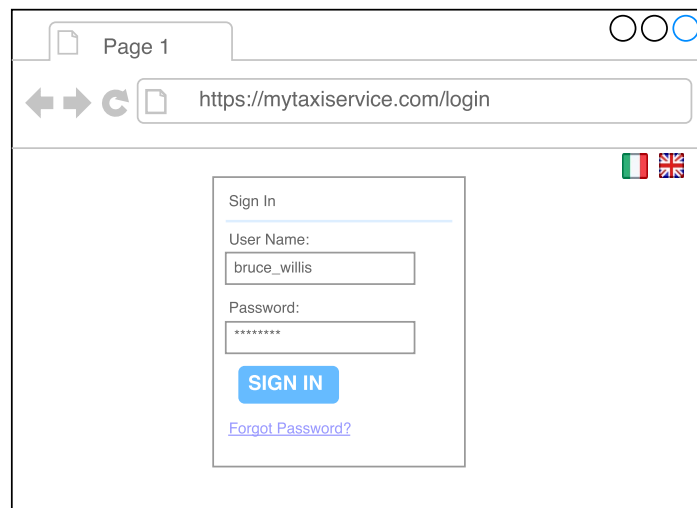 Page 1
https://mytaxiservice.com/login
Sign In
User Name:
bruce_willis
Password:
********
SIGN IN
Forgot Password?